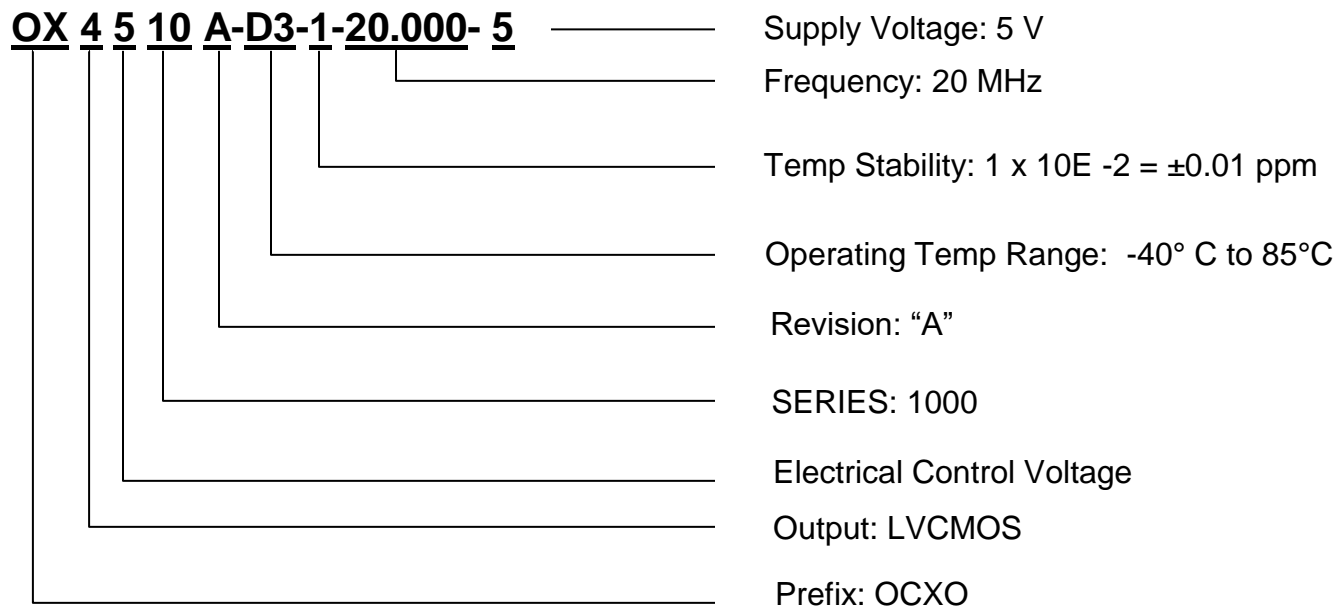 OX 4 5 10 A-D3-1-20.000- 5
Supply Voltage: 5 V
Frequency: 20 MHz
Temp Stability: 1 x 10E -2 = ±0.01 ppm
Operating Temp Range: -40° C to 85°C
Revision: “A”
SERIES: 1000
Electrical Control Voltage
Output: LVCMOS
Prefix: OCXO